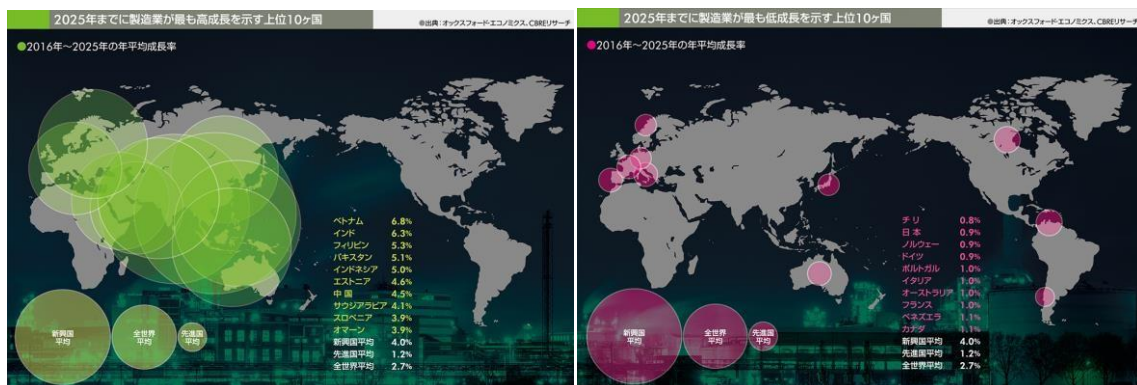 2025年までに製造業が最も高成長を示す上位10ヶ国
※出典：オックスフォード・エコノミクス、CBREリサーチ
●2016年～2025年の年平均成長率
ベトナム 6.8%
インド 6.3%
フィリピン 5.3%
パキスタン 5.1%
インドネシア 5.0%
エストニア 4.6%
中国 4.5%
サウジアラビア 4.1%
スロベニア 3.9%
オマーン 3.9%
新興国平均 4.0%
先進国平均 1.2%
全世界平均 2.7%
新興国
平均
全世界
平均
先進国
平均
2025年までに製造業が最も低成長を示す上位10ヶ国
※出典：オックスフォード・エコノミクス、CBREリサーチ
●2016年～2025年の年平均成長率
チリ 0.8%
日本 0.9%
ノルウェー 0.9%
ドイツ 0.9%
ポルトガル 1.0%
イタリア 1.0%
オーストラリア 1.0%
フランス 1.0%
ベネズエラ 1.1%
カナダ 1.1%
新興国平均 4.0%
先進国平均 1.2%
全世界平均 2.7%
新興国
平均
全世界
平均
先進国
平均